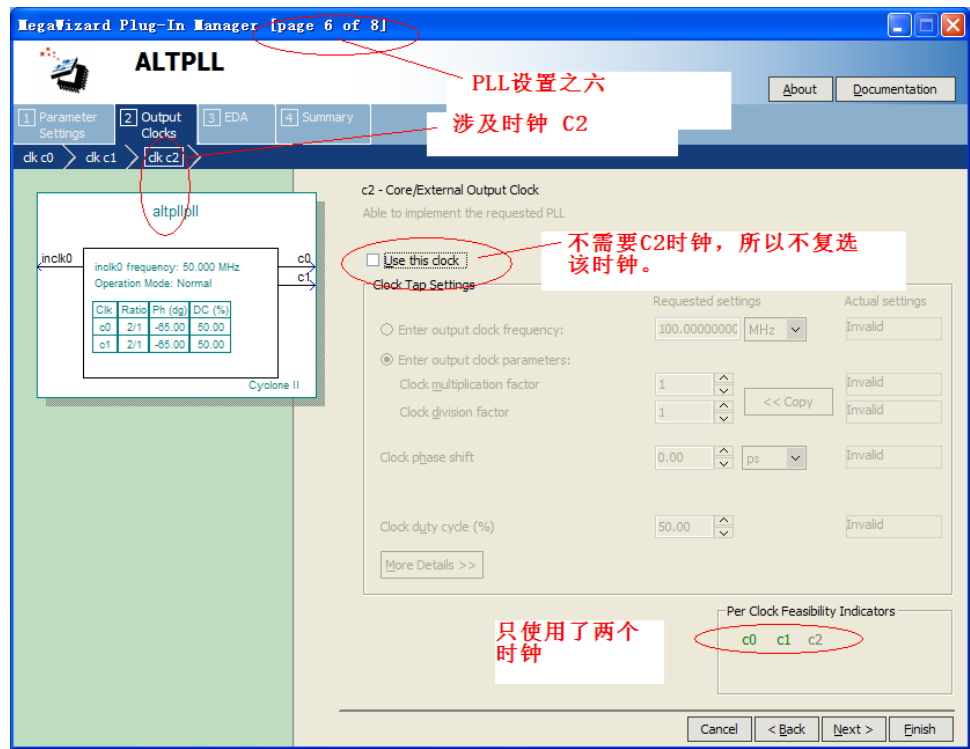 MegaWizard Plug-In Manager [page 6 of 8]
ALTPLL
PLL设置之六
About
Documentation
1 Parameter Settings
2 Output Clocks
3 EDA
4 Summary
涉及时钟 C2
clk c0
clk c1
clk c2
altpllpll
inclk0
c0
c1
inclk0 frequency: 50.000 MHz
Operation Mode: Normal
Clk Ratio Ph (dg) DC (%)
c0 2/1 -65.00 50.00
c1 2/1 -65.00 50.00
Cyclone II
c2 - Core/External Output Clock
Able to implement the requested PLL
Use this clock
不需要C2时钟，所以不复选
该时钟。
Clock Tap Settings
Requested settings
Actual settings
Enter output clock frequency:
100.00000000
MHz
Invalid
Enter output clock parameters:
Clock multiplication factor
1
Invalid
<< Copy
Clock division factor
1
Invalid
Clock phase shift
0.00
ps
Invalid
Clock duty cycle (%)
50.00
Invalid
More Details >>
Per Clock Feasibility Indicators
c0 c1 c2
只使用了两个
时钟
Cancel
< Back
Next >
Finish